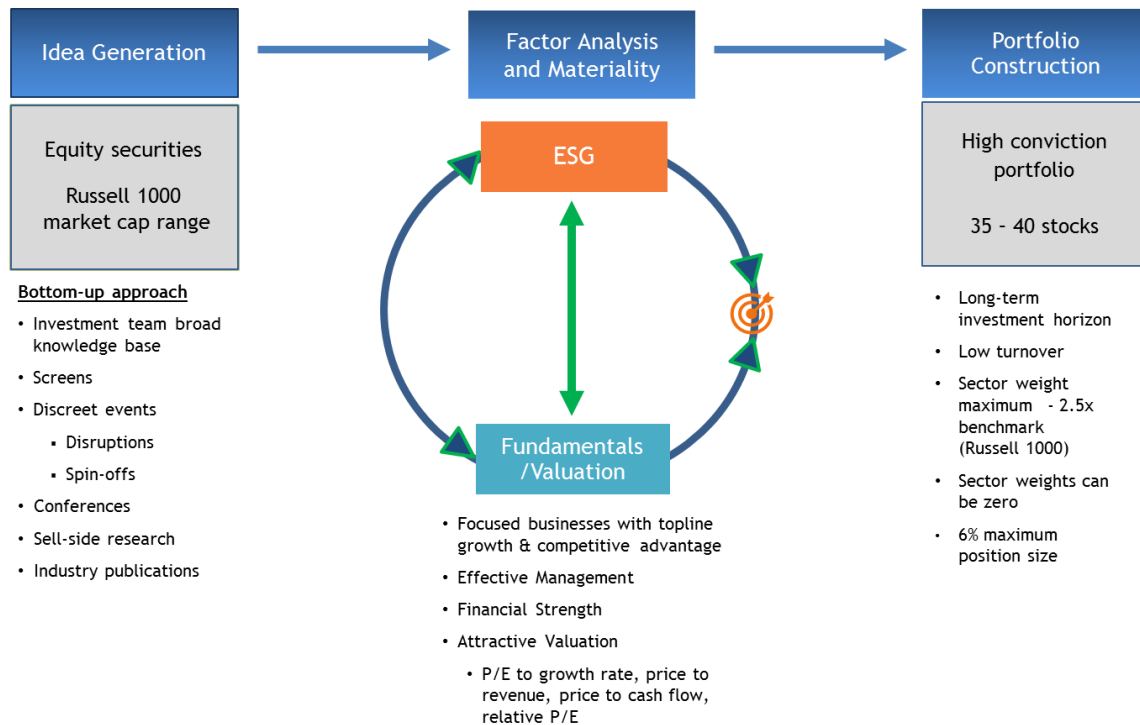 Idea Generation
Equity securities
Russell 1000
market cap range
Bottom-up approach
• Investment team broad
knowledge base
• Screens
• Discreet events
▪ Disruptions
▪ Spin-offs
• Conferences
• Sell-side research
• Industry publications
Factor Analysis
and Materiality
ESG
Fundamentals
/Valuation
• Focused businesses with topline
growth & competitive advantage
• Effective Management
• Financial Strength
• Attractive Valuation
• P/E to growth rate, price to
revenue, price to cash flow,
relative P/E
Portfolio
Construction
High conviction
portfolio
35 - 40 stocks
• Long-term
investment horizon
• Low turnover
• Sector weight
maximum - 2.5x
benchmark
(Russell 1000)
• Sector weights can
be zero
• 6% maximum
position size